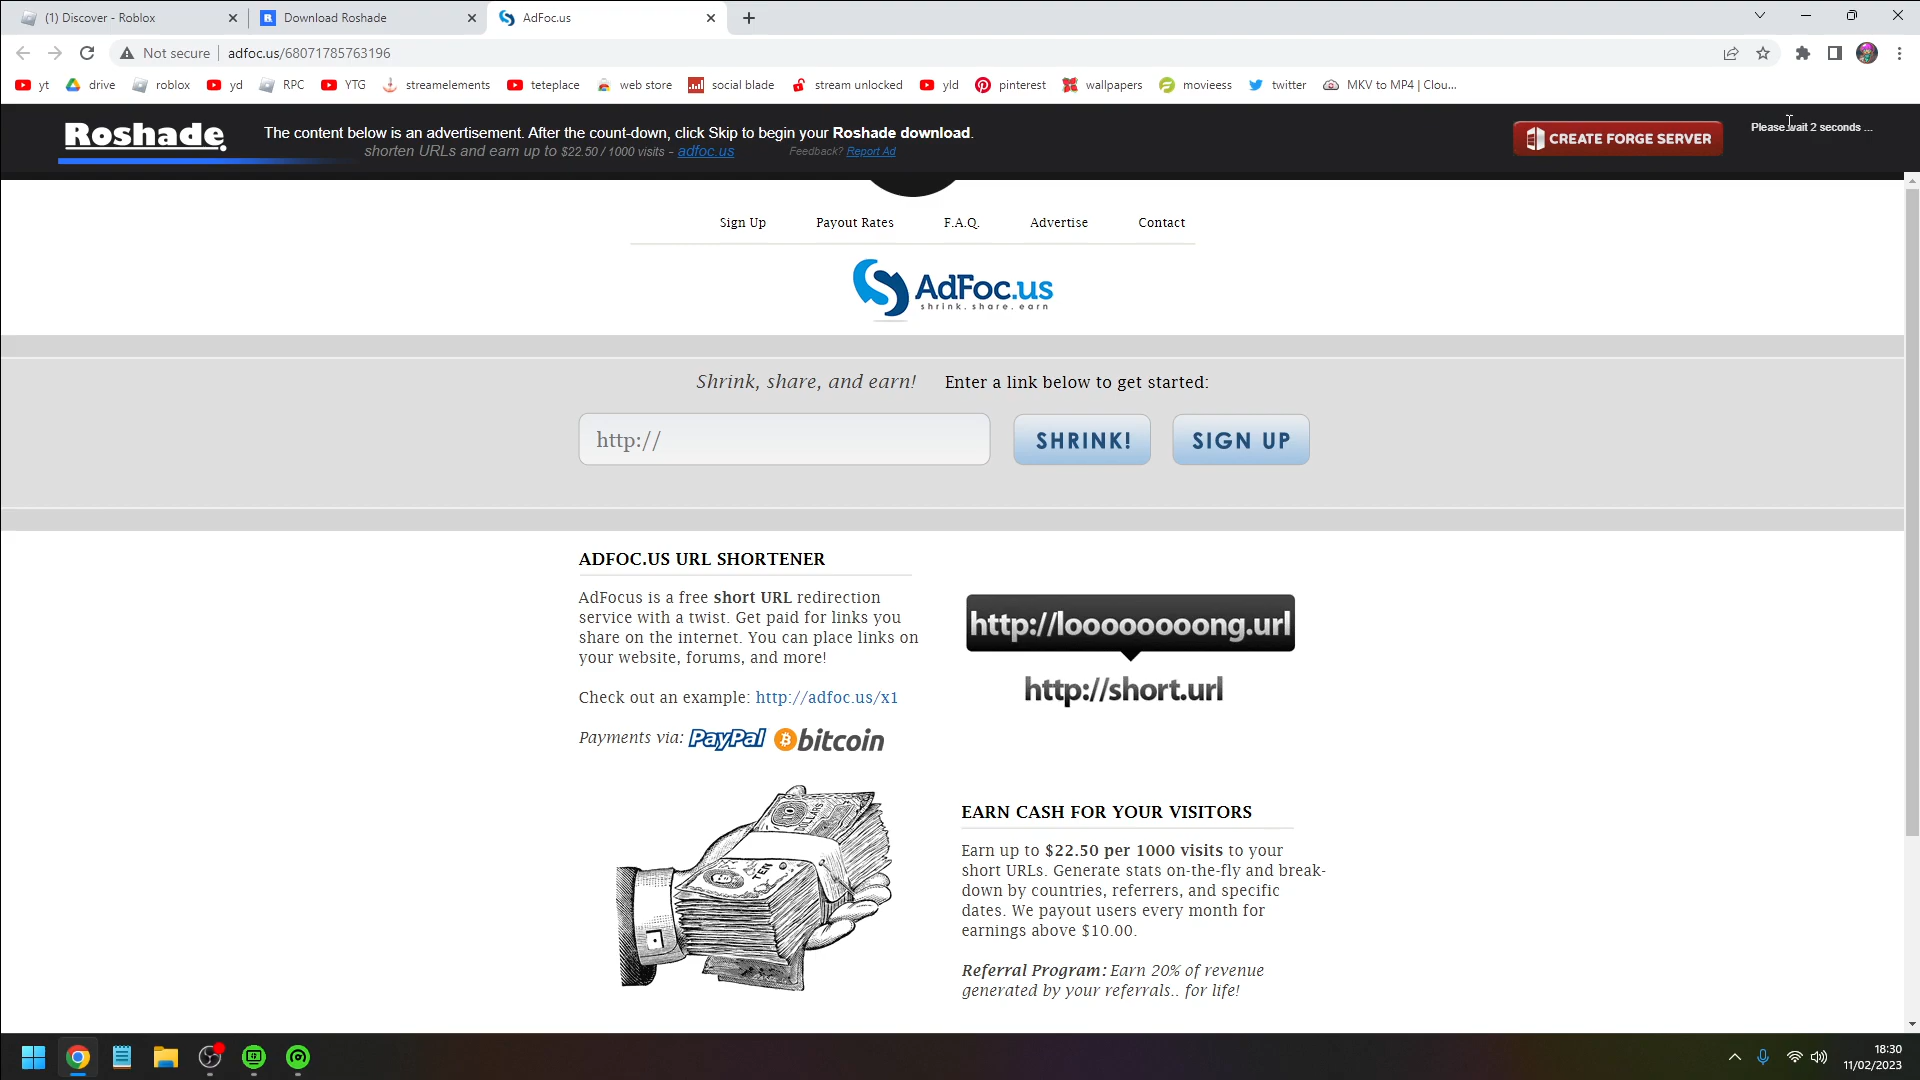 (1) Discover - Roblox
Download Roshade
AdFoc.us
Not secure
adfoc.us/68071785763196
yt
drive
roblox
yd
RPC
YTG
streamelements
teteplace
web store
social blade
stream unlocked
yld
pinterest
wallpapers
movieess
twitter
MKV to MP4 | Clou...
Roshade.
The content below is an advertisement. After the count-down, click Skip to begin your Roshade download.
shorten URLs and earn up to $22.50 / 1000 visits - adfoc.us
Feedback? Report Ad
CREATE FORGE SERVER
Please wait 2 seconds ...
Sign Up
Payout Rates
F.A.Q.
Advertise
Contact
AdFoc.us
shrink. share. earn
Shrink, share, and earn!
Enter a link below to get started:
http://
SHRINK!
SIGN UP
ADFOC.US URL SHORTENER
AdFocus is a free short URL redirection
service with a twist. Get paid for links you
share on the internet. You can place links on
your website, forums, and more!
Check out an example: http://adfoc.us/x1
Payments via: PayPal bitcoin
http://loooooooong.url
http://short.url
TEN
EARN CASH FOR YOUR VISITORS
Earn up to $22.50 per 1000 visits to your
short URLs. Generate stats on-the-fly and break-
down by countries, referrers, and specific
dates. We payout users every month for
earnings above $10.00.
Referral Program: Earn 20% of revenue
generated by your referrals.. for life!
18:30
11/02/2023